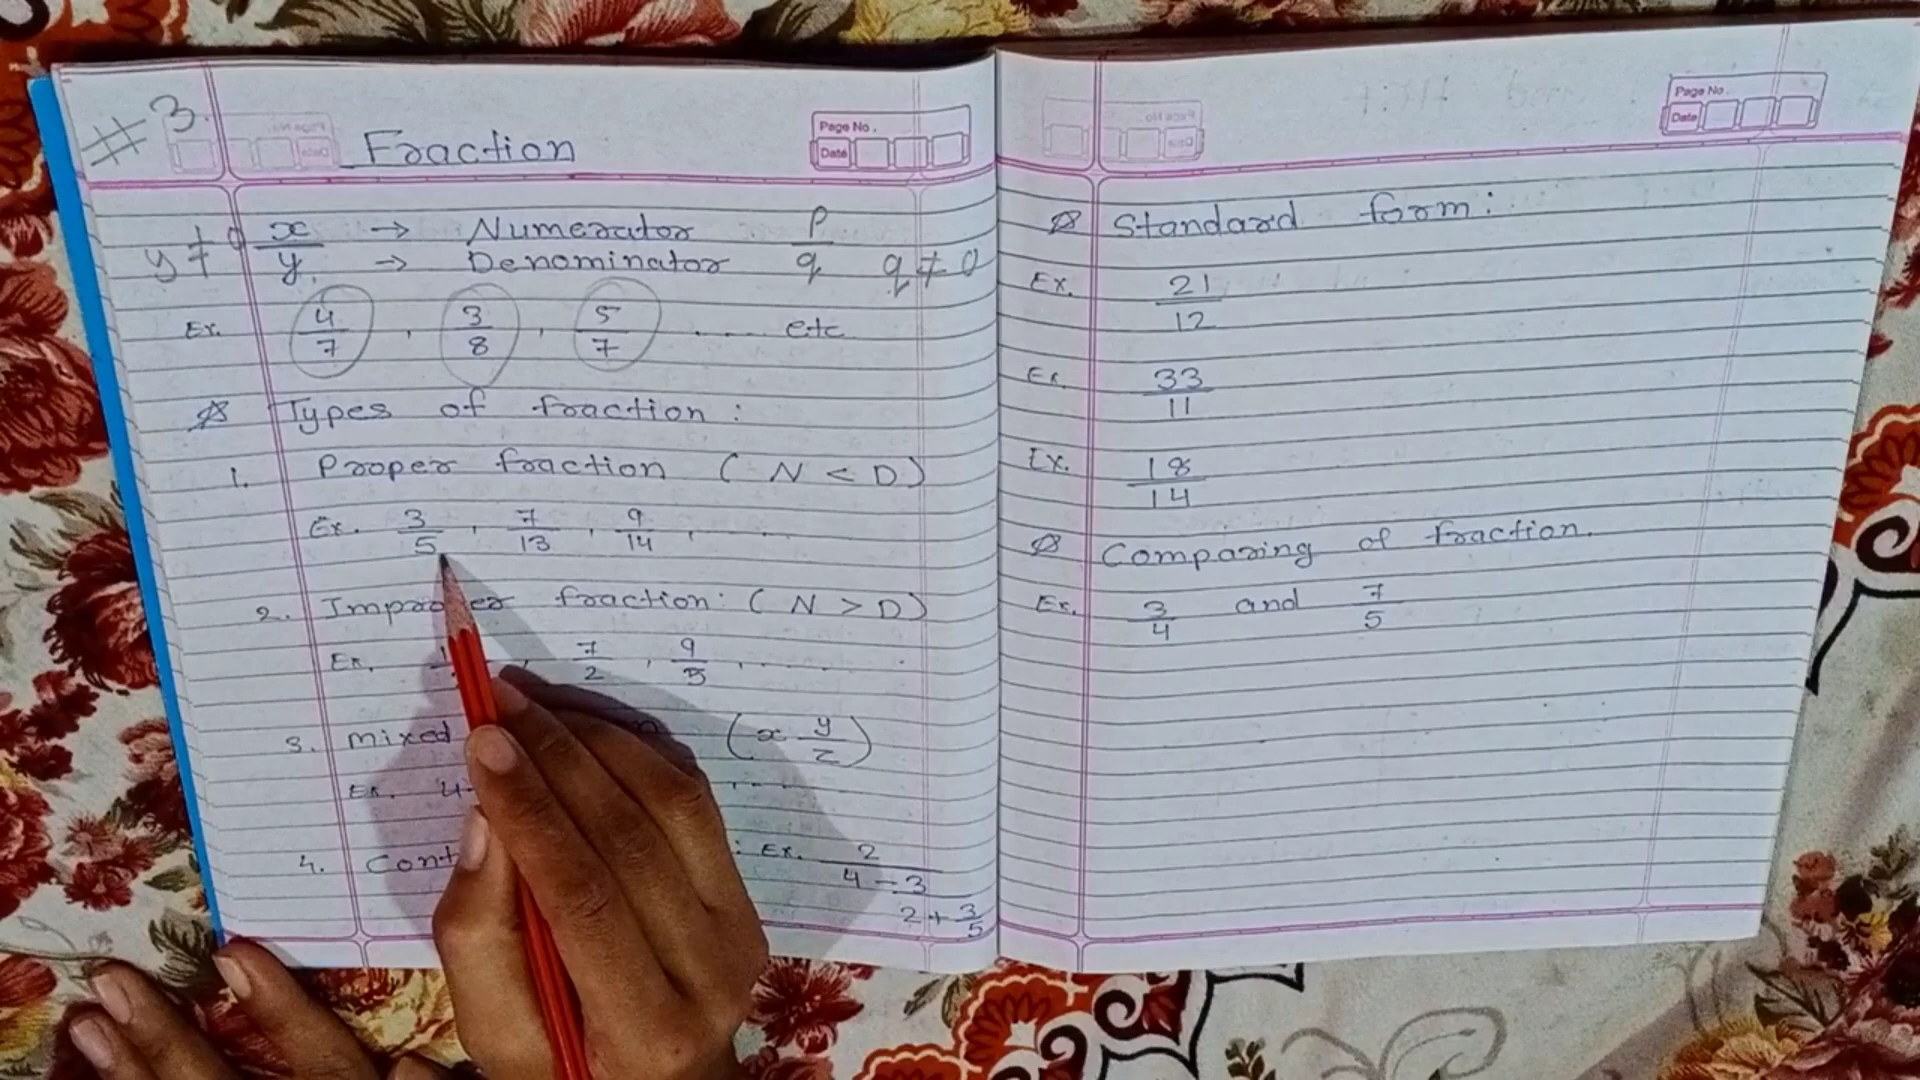 # 3.
Fraction
Page No.
Date
y ≠ 0 x/y → Numerator p/q
→ Denominator q ≠ 0
Ex. 4/7 , 3/8 , 5/7 ..... etc
Types of fraction :
1. Proper fraction ( N < D )
Ex. 3/5 , 7/13 , 9/14 , .....
2. Improper fraction : ( N > D )
Ex. , 7/2 , 9/5 , .....
3. Mixed (x y/z)
Ex. 4
4. Cont : Ex. 2/4 - 3/2 + 3/5
Page No.
Date
Standard form :
Ex. 21/12
Ex. 33/11
Ex. 18/14
Comparing of fraction.
Ex. 3/4 and 7/5